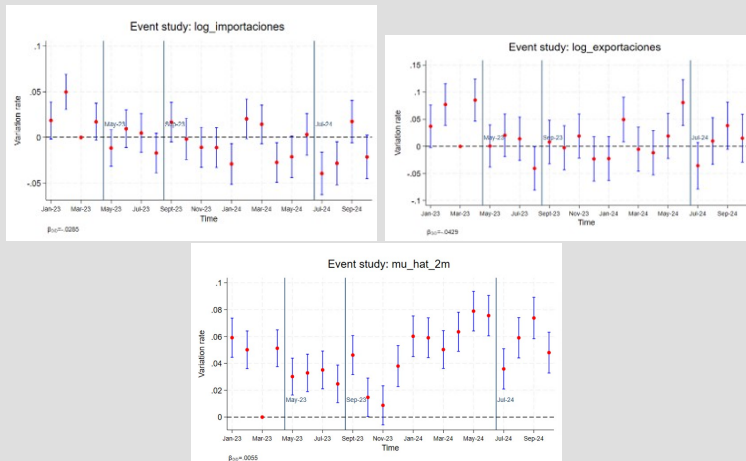 Event study: log_importaciones
.1
.05
0
-.05
Variation rate
May-23
Sep-23
Jul-24
Jan-23 Mar-23 May-23 Jul-23 Sept-23 Nov-23 Jan-24 Mar-24 May-24 Jul-24 Sep-24
Time
Event study: log_exportaciones
.15
.1
.05
0
-.05
-.1
Variation rate
May-23
Sep-23
Jul-24
Jan-23 Mar-23 May-23 Jul-23 Sept-23 Nov-23 Jan-24 Mar-24 May-24 Jul-24 Sep-24
Time
Event study: mu_hat_2m
.1
.08
.06
.04
.02
0
Variation rate
May-23
Sep-23
Jul-24
Jan-23 Mar-23 May-23 Jul-23 Sept-23 Nov-23 Jan-24 Mar-24 May-24 Jul-24 Sep-24
Time